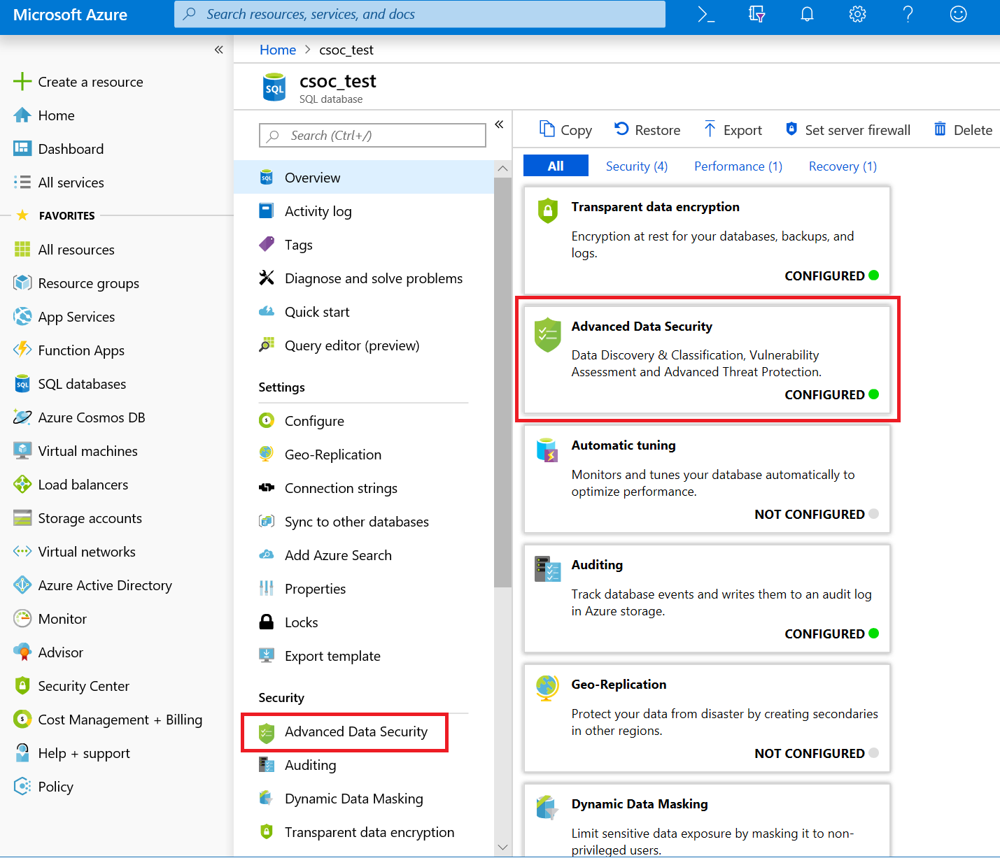 Microsoft Azure
Search resources, services, and docs
Home > csoc_test
Create a resource
Home
Dashboard
All services
FAVORITES
All resources
Resource groups
App Services
Function Apps
SQL databases
Azure Cosmos DB
Virtual machines
Load balancers
Storage accounts
Virtual networks
Azure Active Directory
Monitor
Advisor
Security Center
Cost Management + Billing
Help + support
Policy
SQL
csoc_test
SQL database
Search (Ctrl+/)
Overview
Activity log
Tags
Diagnose and solve problems
Quick start
Query editor (preview)
Settings
Configure
Geo-Replication
Connection strings
Sync to other databases
Add Azure Search
Properties
Locks
Export template
Security
Advanced Data Security
Auditing
Dynamic Data Masking
Transparent data encryption
Copy Restore Export Set server firewall Delete
All Security (4) Performance (1) Recovery (1)
Transparent data encryption
Encryption at rest for your databases, backups, and
logs.
CONFIGURED
Advanced Data Security
Data Discovery & Classification, Vulnerability
Assessment and Advanced Threat Protection.
CONFIGURED
Automatic tuning
Monitors and tunes your database automatically to
optimize performance.
NOT CONFIGURED
Auditing
Track database events and writes them to an audit log
in Azure storage.
CONFIGURED
Geo-Replication
Protect your data from disaster by creating secondaries
in other regions.
NOT CONFIGURED
Dynamic Data Masking
Limit sensitive data exposure by masking it to non-
privileged users.